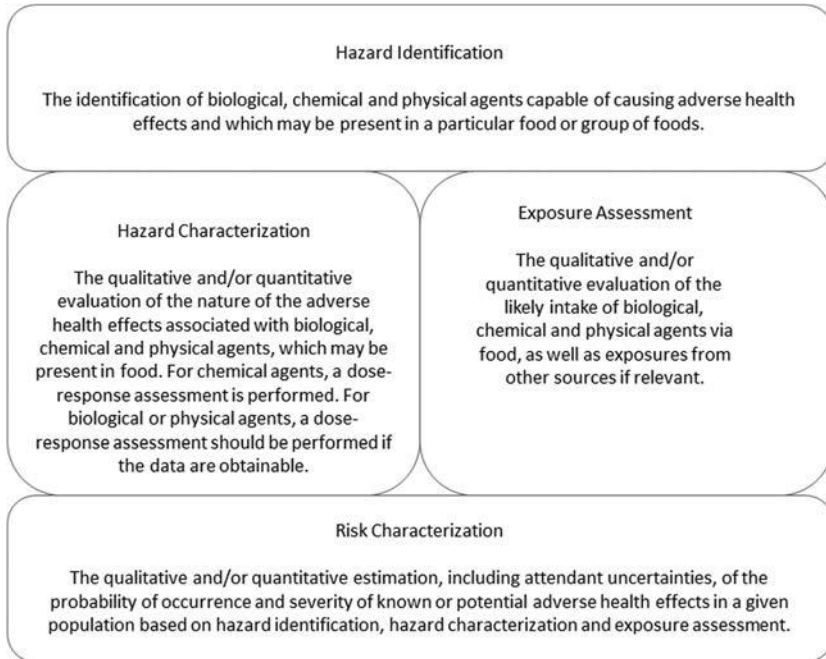 Hazard Identification
The identification of biological, chemical and physical agents capable of causing adverse health
effects and which may be present in a particular food or group of foods.
Hazard Characterization
The qualitative and/or quantitative
evaluation of the nature of the adverse
health effects associated with biological,
chemical and physical agents, which may be
present in food. For chemical agents, a dose-
response assessment is performed. For
biological or physical agents, a dose-
response assessment should be performed if
the data are obtainable.
Exposure Assessment
The qualitative and/or
quantitative evaluation of the
likely intake of biological,
chemical and physical agents via
food, as well as exposures from
other sources if relevant.
Risk Characterization
The qualitative and/or quantitative estimation, including attendant uncertainties, of the
probability of occurrence and severity of known or potential adverse health effects in a given
population based on hazard identification, hazard characterization and exposure assessment.